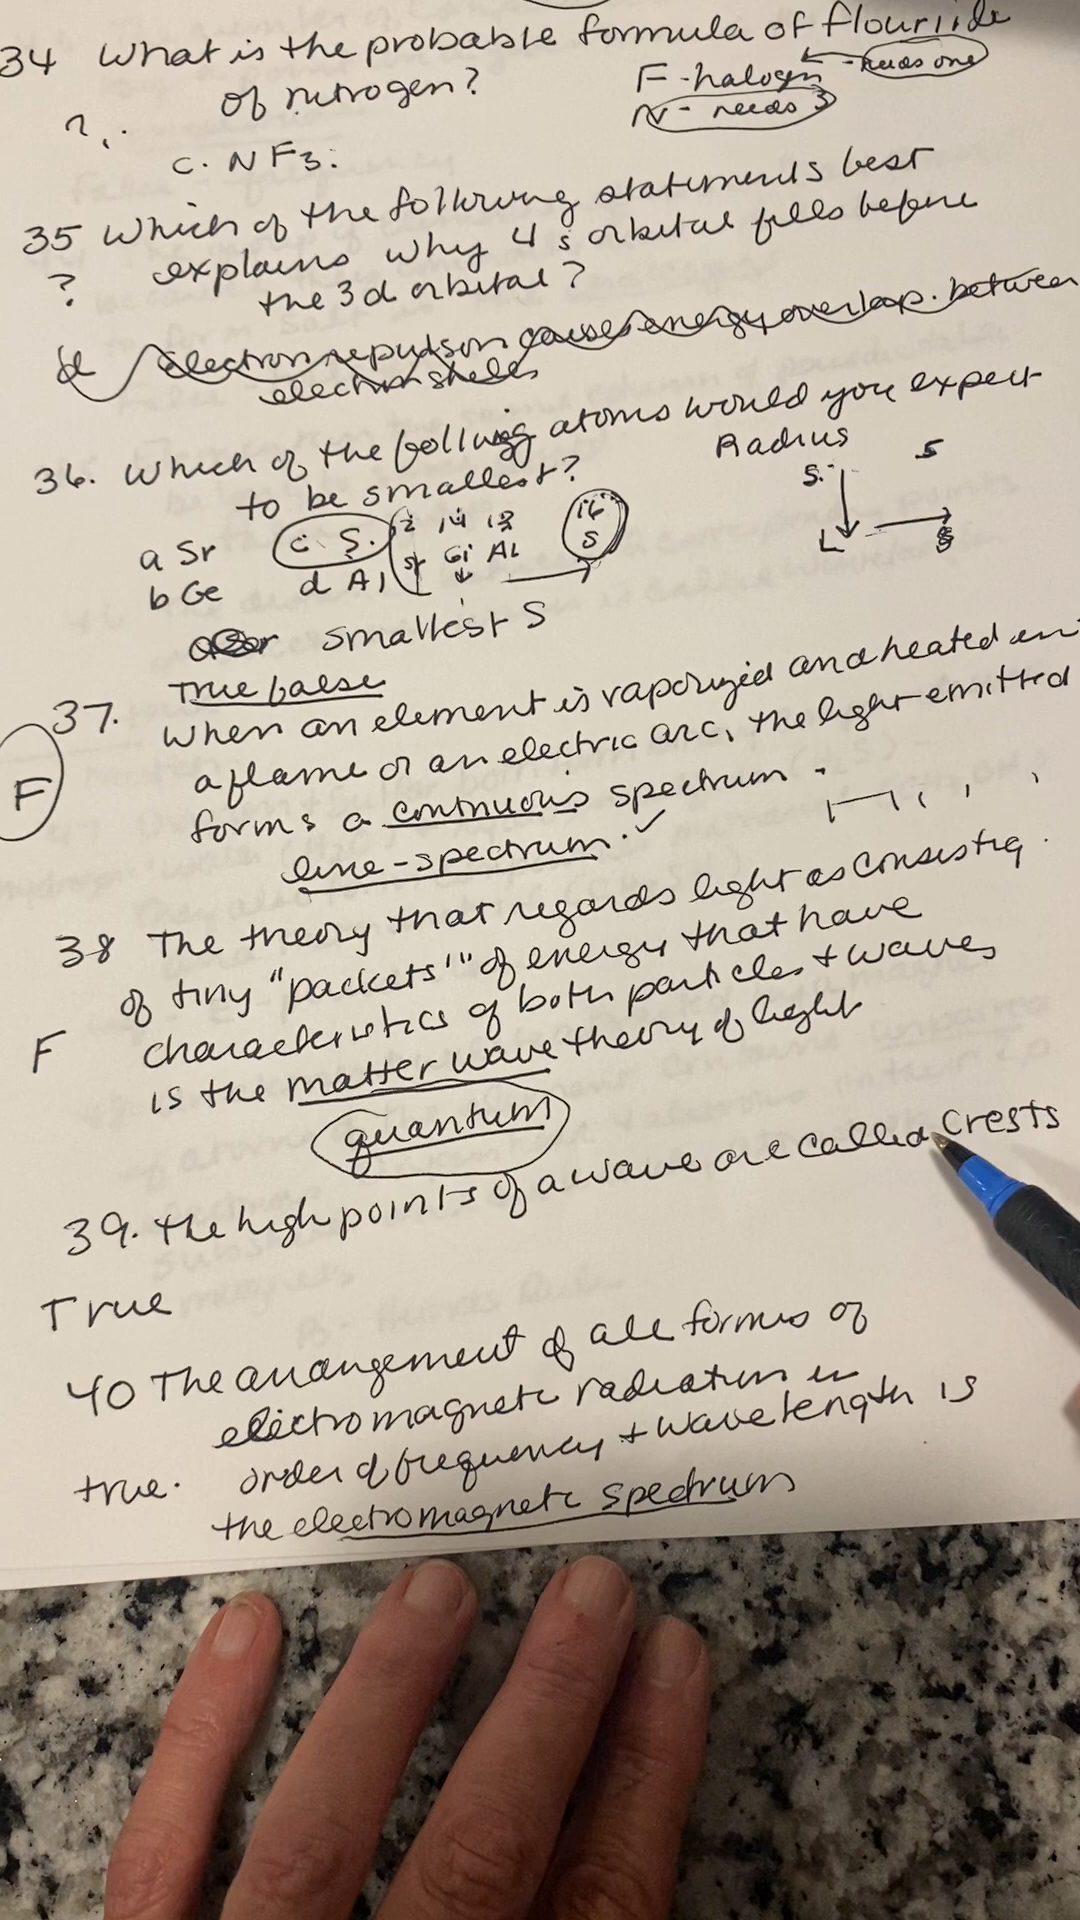 34 What is the probable formula of flouriide
of nitrogen?
F - halogen - needs one
N - needs 3
?.
c. NF3.
35 Which of the following statements best
explains why 4s orbital fills before
?
the 3d orbital?
d electron repulsion causes energy overlap between
electron shells
36. Which of the following atoms would you expect
to be smallest?
Radius
S
S.
L
a Sr
c. S.
2 14 13
16
b Ge
d Al
Sr Gi Al
S
smallest S
True false
37. When an element is vaporized and heated in
a flame or an electric arc, the light emitted
F
forms a continuous spectrum.
line-spectrum.
38 The theory that regards light as consistig
of tiny "packets" of energy that have
characteristics of both particles + waves
F
is the matter wave theory of light
quantum
39. the high points of a wave are called crests
True
40 The arrangement of all forms of
electromagnetic radiation in
true. order of frequency + wavelength is
the electromagnetic spectrum